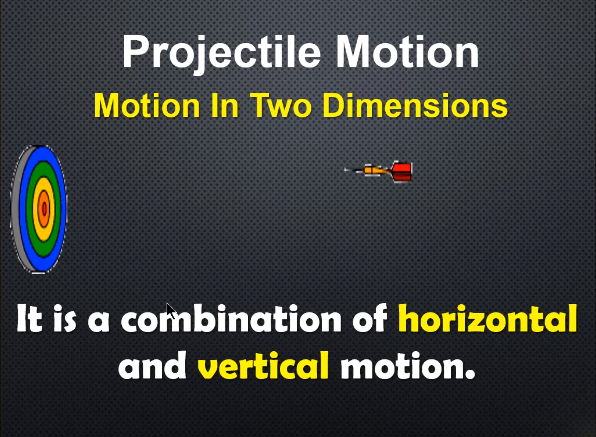 Projectile Motion
Motion In Two Dimensions
It is a combination of horizontal
and vertical motion.